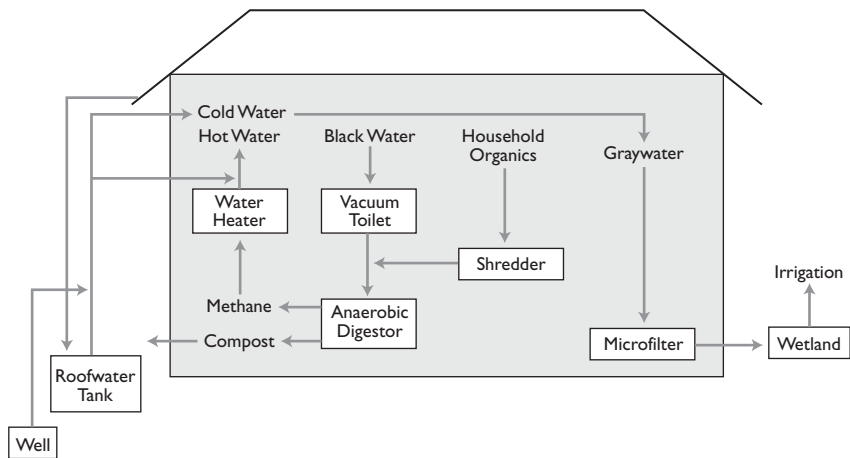 Cold Water
Hot Water
Black Water
Household
Organics
Graywater
Water
Heater
Vacuum
Toilet
Shredder
Irrigation
Methane
Anaerobic
Digestor
Compost
Microfilter
Wetland
Roofwater
Tank
Well